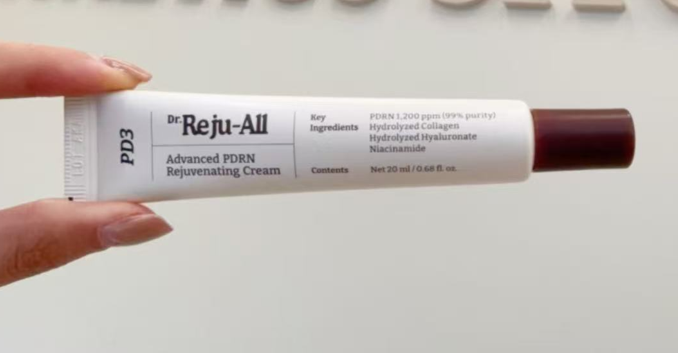 PD3
Dr. Reju-All
Advanced PDRN
Rejuvenating Cream
Key
Ingredients
PDRN 1,200 ppm (99% purity)
Hydrolyzed Collagen
Hydrolyzed Hyaluronate
Niacinamide
Contents
Net 20 ml / 0.68 fl. oz.